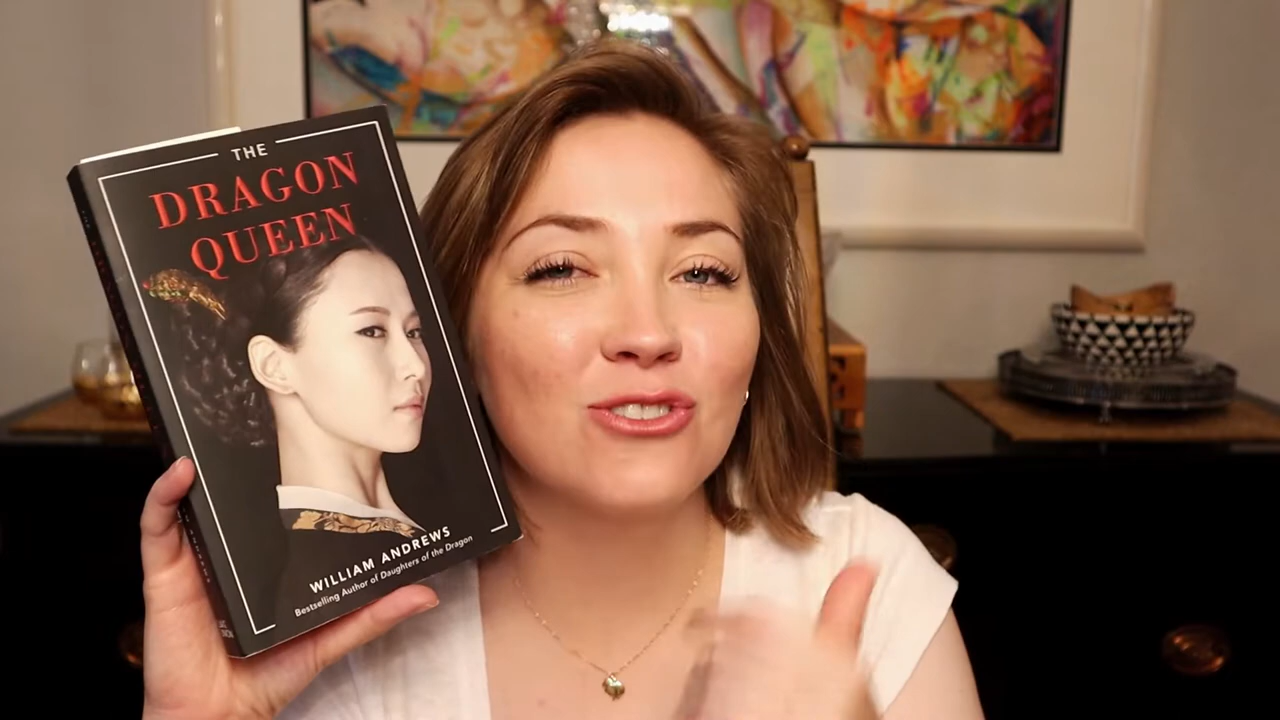 THE
DRAGON
QUEEN
WILLIAM ANDREWS
Bestselling Author of Daughters of the Dragon